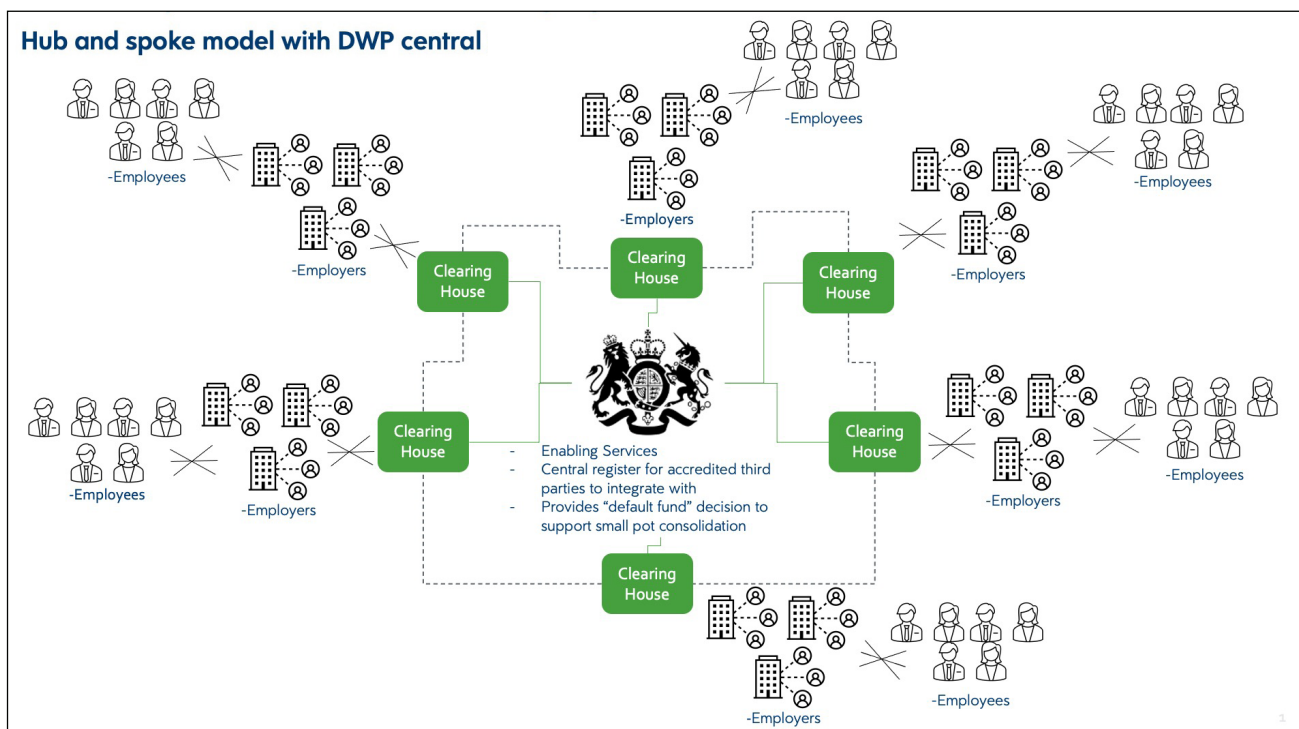 Hub and spoke model with DWP central
-Employees
-Employers
-Employees
-Employers
-Employees
-Employers
Clearing
House
Clearing
House
Clearing
House
-Employees
-Employers
Clearing
House
Clearing
House
-Employees
-Employers
- Enabling Services
- Central register for accredited third
parties to integrate with
- Provides “default fund” decision to
support small pot consolidation
Clearing
House
-Employees
-Employers
1